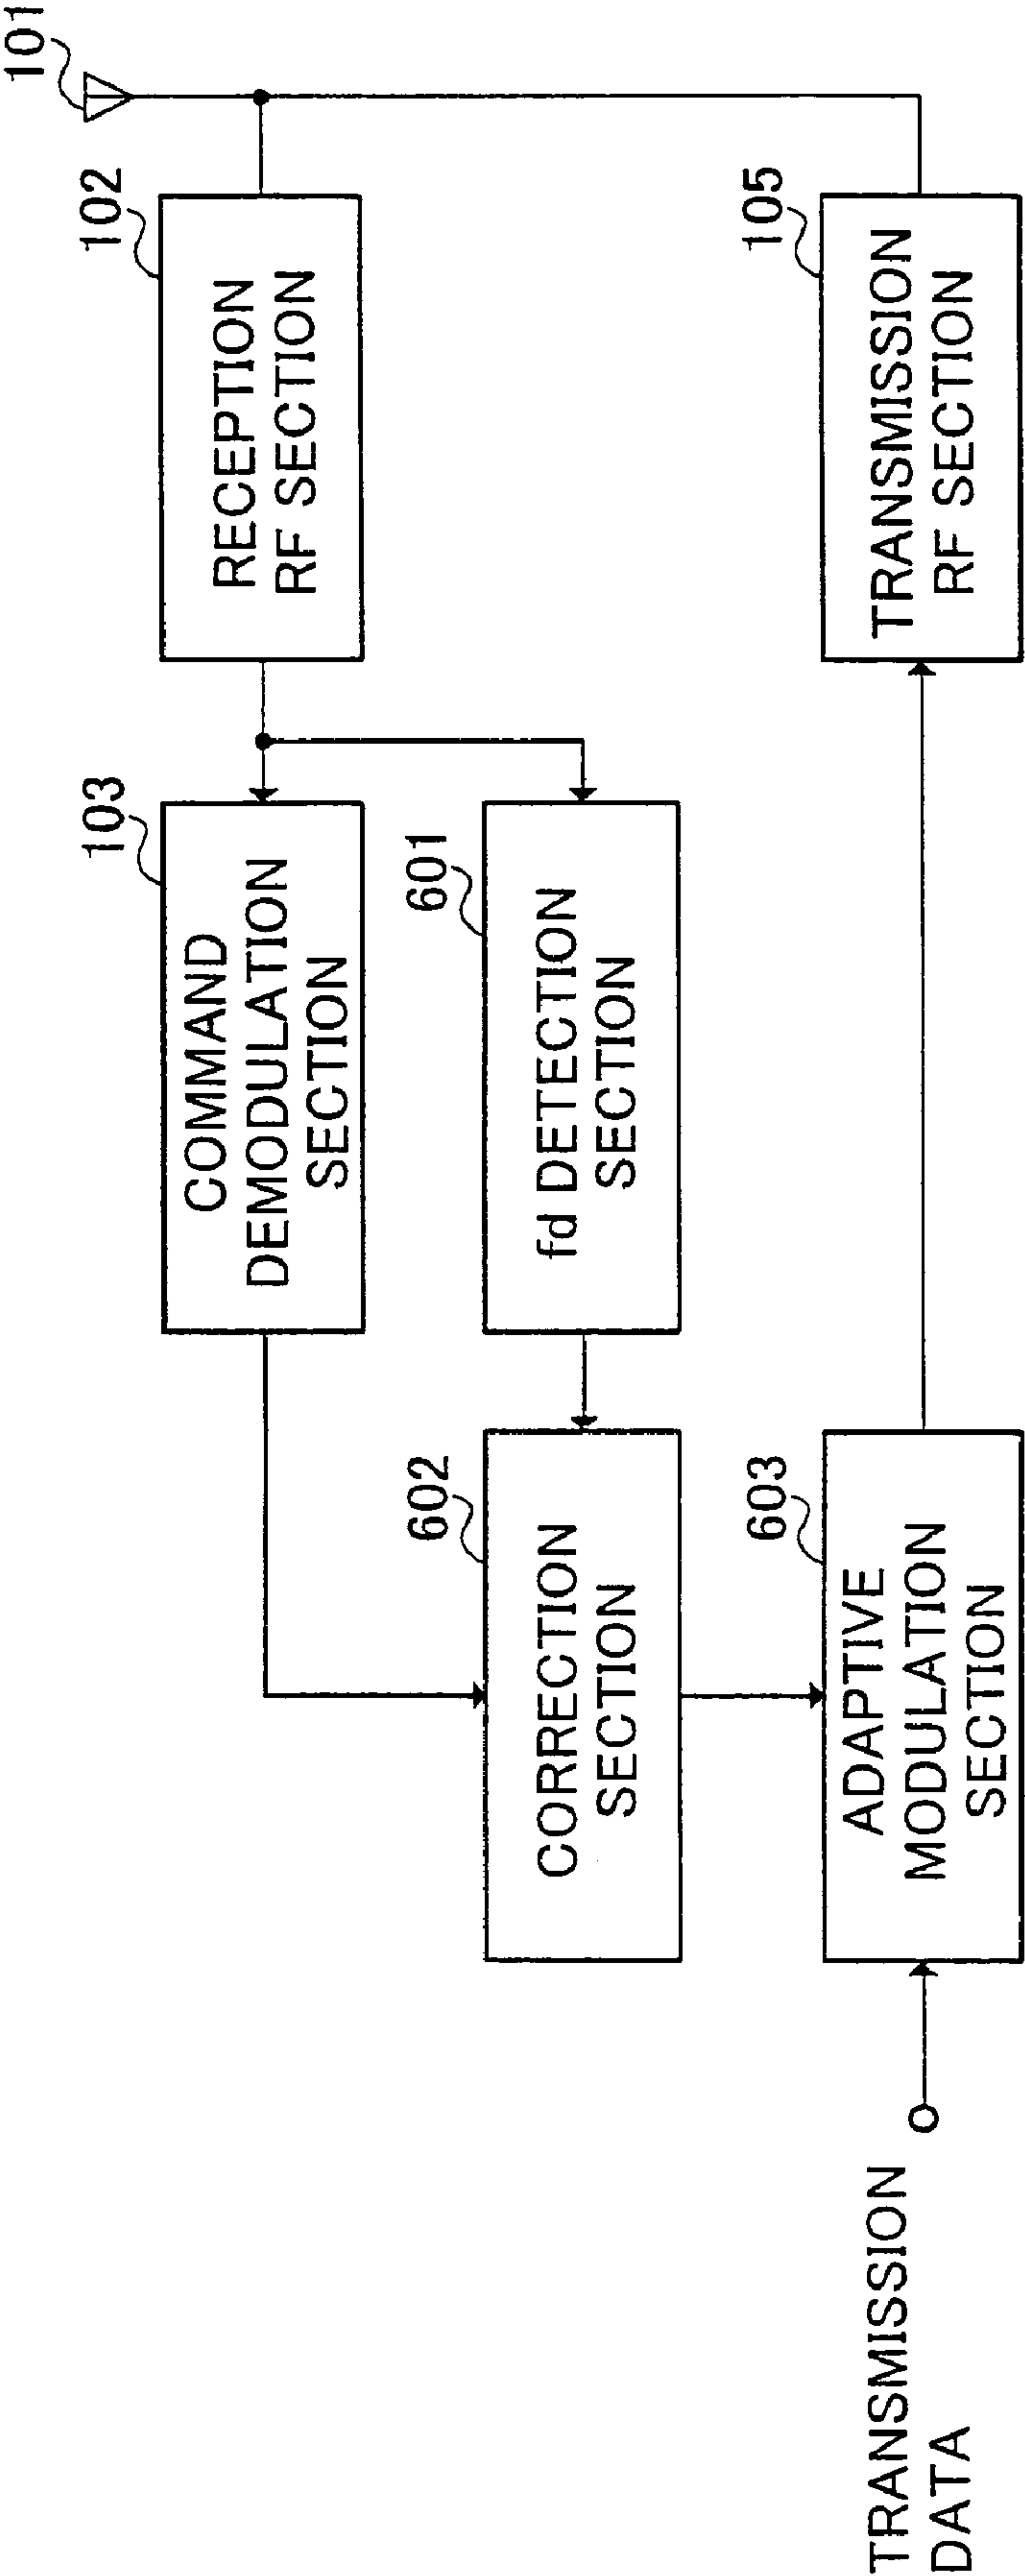 101
102
RECEPTION
RF SECTION
105
TRANSMISSION
RF SECTION
103
COMMAND
DEMODULATION
SECTION
601
fd DETECTION
SECTION
602
CORRECTION
SECTION
603
ADAPTIVE
MODULATION
SECTION
TRANSMISSION
DATA